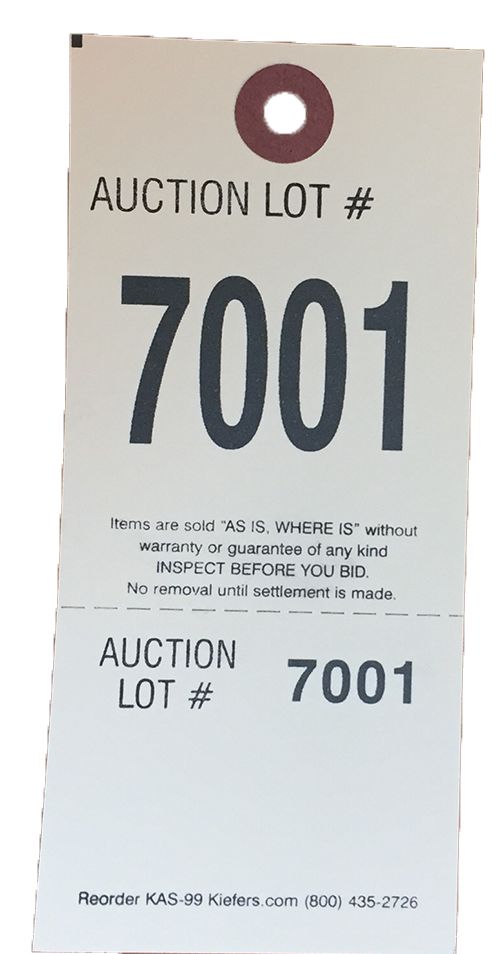 AUCTION LOT #
7001
Items are sold "AS IS, WHERE IS" without
warranty or guarantee of any kind
INSPECT BEFORE YOU BID.
No removal until settlement is made.
AUCTION
LOT #
7001
Reorder KAS-99 Kiefers.com (800) 435-2726